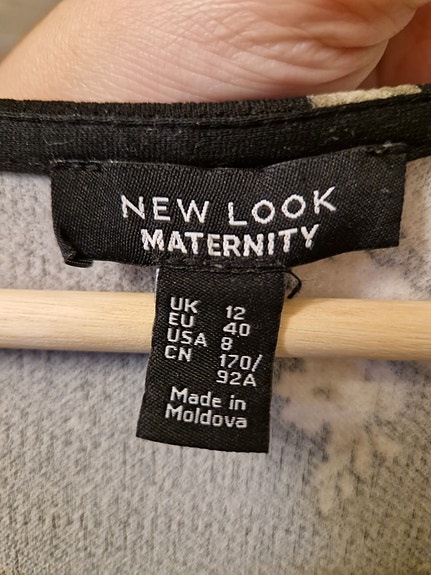 NEW LOOK
MATERNITY
UK 12
EU 40
USA 8
CN 170/
92A
Made in
Moldova